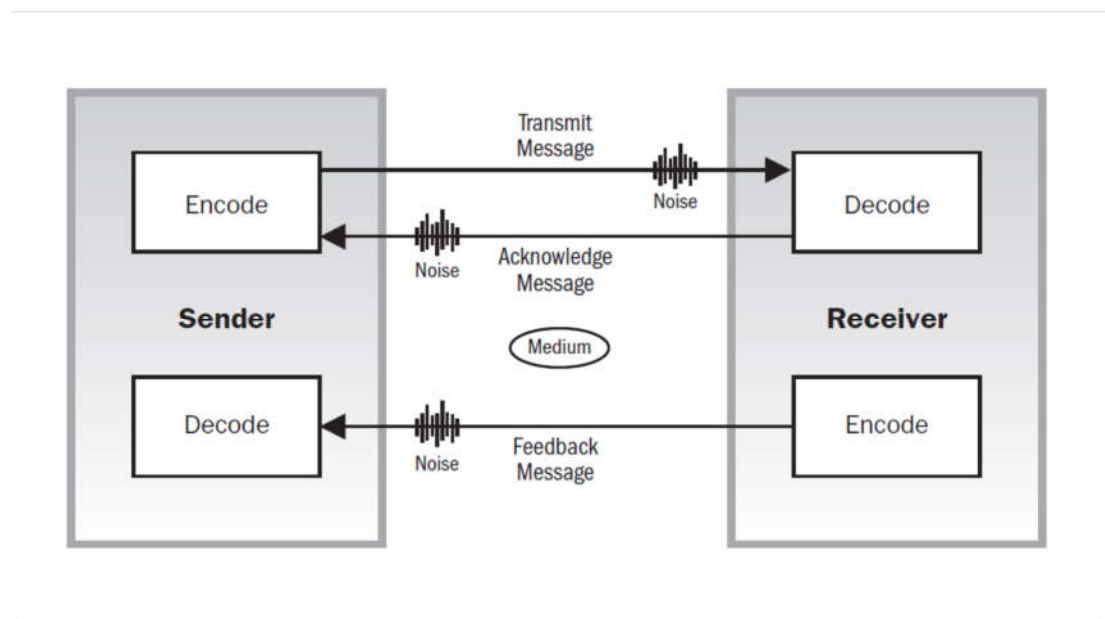 Transmit
Message
Encode
Noise
Decode
Noise
Acknowledge
Message
Sender
Receiver
Medium
Decode
Noise
Feedback
Message
Encode